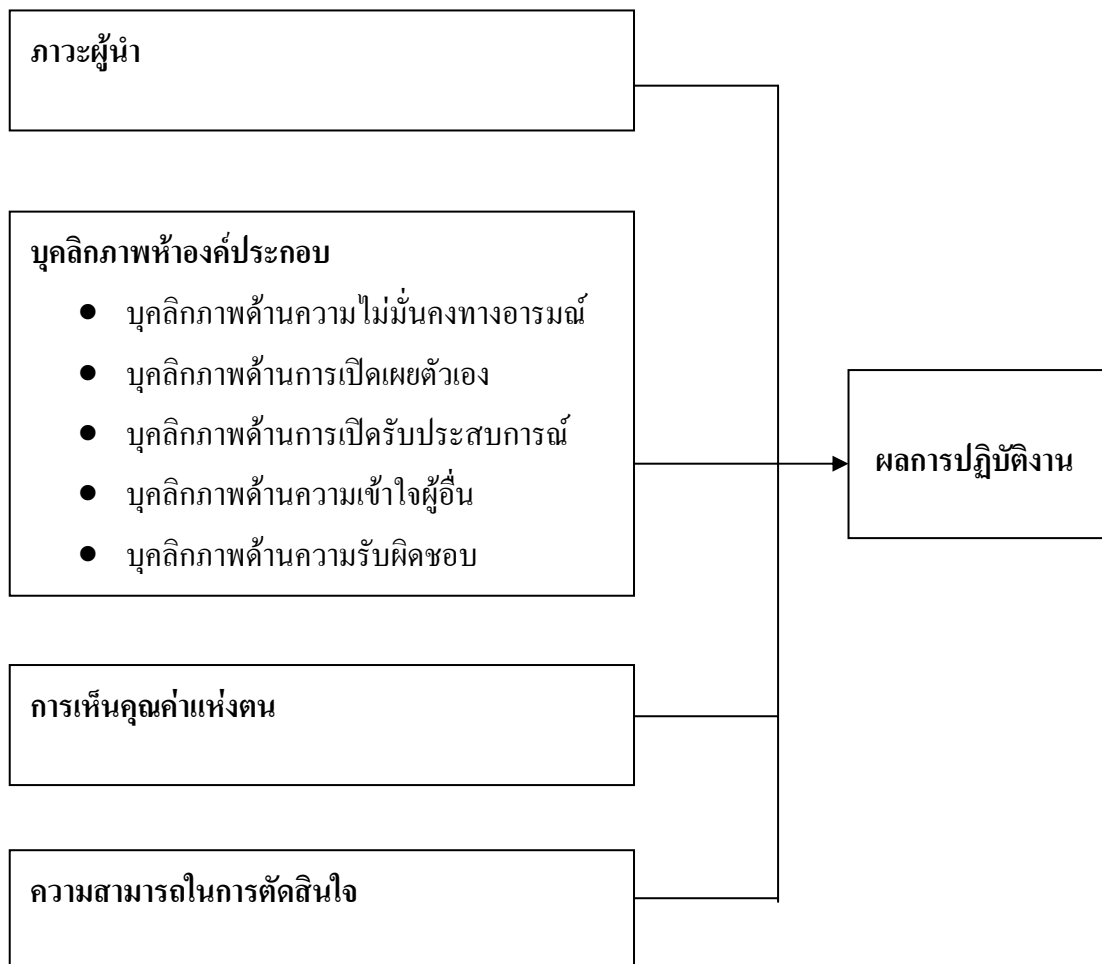 ภาวะผู้นำ
บุคลิกภาพห้าองค์ประกอบ
● บุคลิกภาพด้านความไม่มั่นคงทางอารมณ์
● บุคลิกภาพด้านการเปิดเผยตัวเอง
● บุคลิกภาพด้านการเปิดรับประสบการณ์
● บุคลิกภาพด้านความเข้าใจผู้อื่น
● บุคลิกภาพด้านความรับผิดชอบ
ผลการปฏิบัติงาน
การเห็นคุณค่าแห่งตน
ความสามารถในการตัดสินใจ